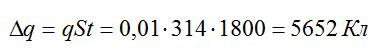 Δq = qSt = 0,01·314·1800 = 5652 Кл